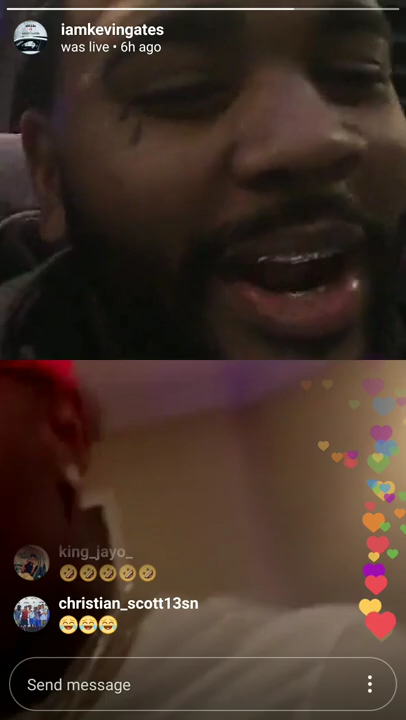 iamkevingates
was live • 6h ago
king_jayo_
🤣🤣🤣🤣🤣
christian_scott13sn
😂😂😂
Send message